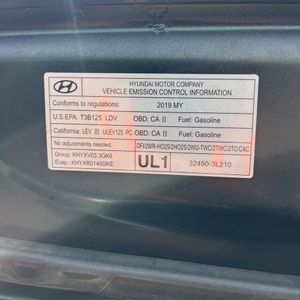 HYUNDAI MOTOR COMPANY
VEHICLE EMISSION CONTROL INFORMATION
Conforms to regulations: 2019 MY
U.S.EPA: T3B125 LDV OBD: CA II Fuel: Gasoline
California: LEV III ULEV125 PC OBD: CA II Fuel: Gasoline
No adjustments needed. DFI/2WR-HO2S/2HO2S/2WU-TWC/2TWC/2TC/CAC
Group: KHYXV03.3GK6 UL1 32450-3L210
Evap.: KHYXR0140GKE